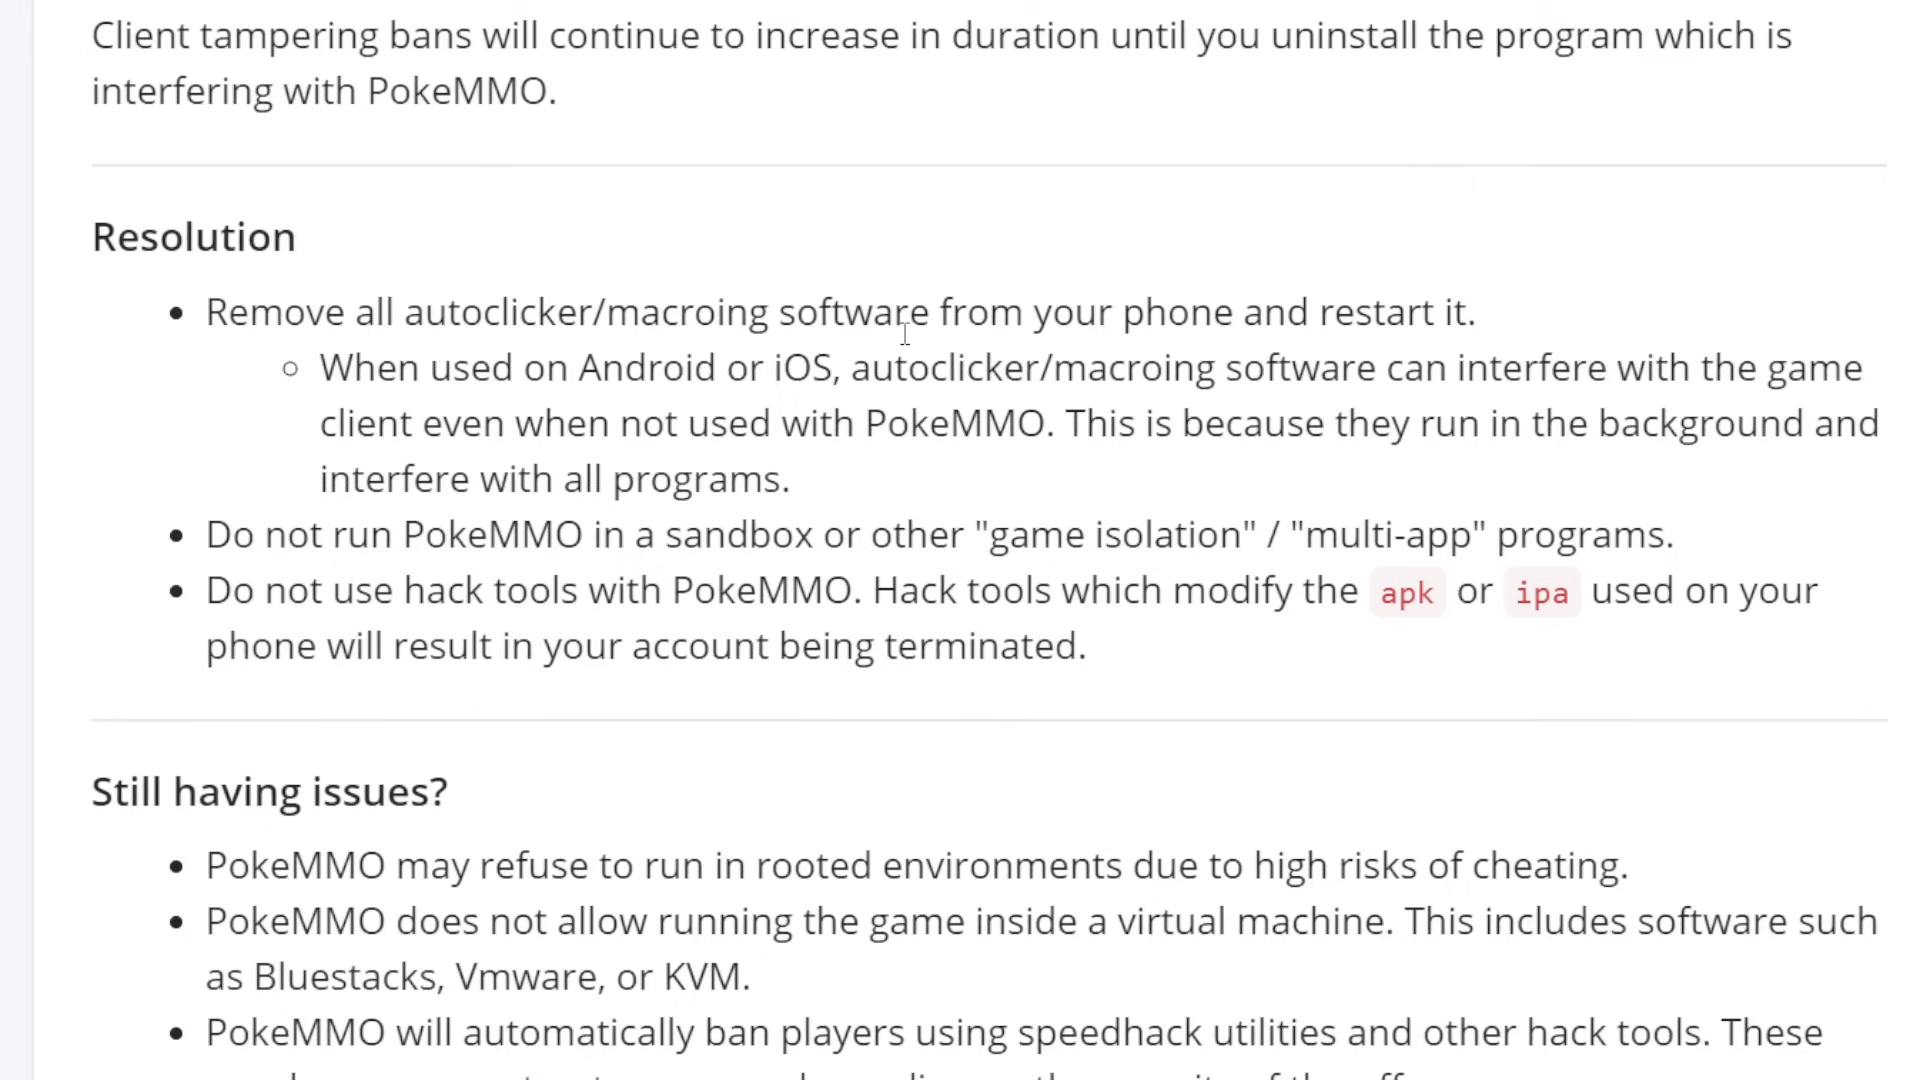 Client tampering bans will continue to increase in duration until you uninstall the program which is
interfering with PokeMMO.
Resolution
• Remove all autoclicker/macroing software from your phone and restart it.
○ When used on Android or iOS, autoclicker/macroing software can interfere with the game
client even when not used with PokeMMO. This is because they run in the background and
interfere with all programs.
• Do not run PokeMMO in a sandbox or other "game isolation" / "multi-app" programs.
• Do not use hack tools with PokeMMO. Hack tools which modify the apk or ipa used on your
phone will result in your account being terminated.
Still having issues?
• PokeMMO may refuse to run in rooted environments due to high risks of cheating.
• PokeMMO does not allow running the game inside a virtual machine. This includes software such
as Bluestacks, Vmware, or KVM.
• PokeMMO will automatically ban players using speedhack utilities and other hack tools. These